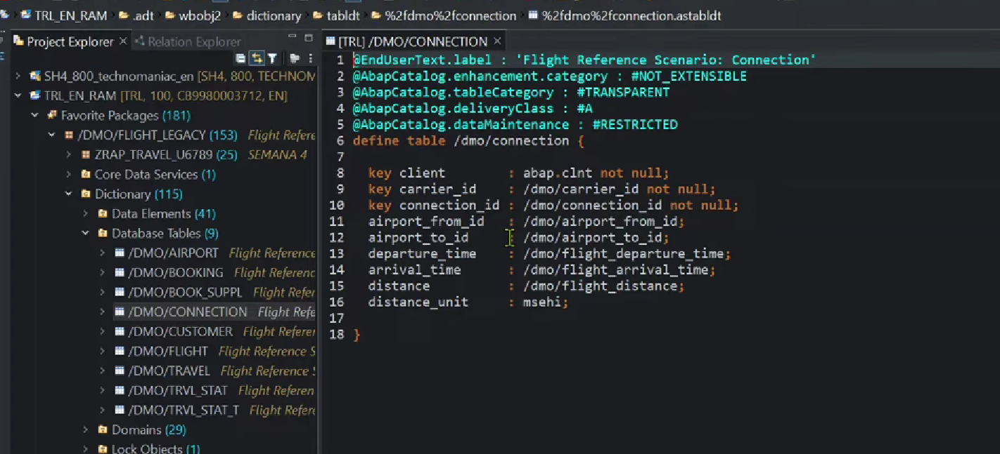 TRL_EN_RAM .adt wbobj2 dictionary tabldt %2fdmo%2fconnection %2fdmo%2fconnection.astabldt
Project Explorer Relation Explorer
SH4_800_technomaniac_en [SH4, 800, TECHNOM
TRL_EN_RAM [TRL, 100, CB9980003712, EN]
Favorite Packages (181)
/DMO/FLIGHT_LEGACY (153) Flight Refere
ZRAP_TRAVEL_U6789 (25) SEMANA 4
Core Data Services (1)
Dictionary (115)
Data Elements (41)
Database Tables (9)
/DMO/AIRPORT Flight Reference
/DMO/BOOKING Flight Referenc
/DMO/BOOK_SUPPL Flight Refer
/DMO/CONNECTION Flight Refe
/DMO/CUSTOMER Flight Referer
/DMO/FLIGHT Flight Reference S
/DMO/TRAVEL Flight Reference S
/DMO/TRVL_STAT Flight Referen
/DMO/TRVL_STAT_T Flight Refere
Domains (29)
Lock Objects (1)
[TRL] /DMO/CONNECTION
1 @EndUserText.label : 'Flight Reference Scenario: Connection'
2 @AbapCatalog.enhancement.category : #NOT_EXTENSIBLE
3 @AbapCatalog.tableCategory : #TRANSPARENT
4 @AbapCatalog.deliveryClass : #A
5 @AbapCatalog.dataMaintenance : #RESTRICTED
6 define table /dmo/connection {
7
8 key client : abap.clnt not null;
9 key carrier_id : /dmo/carrier_id not null;
10 key connection_id : /dmo/connection_id not null;
11 airport_from_id : /dmo/airport_from_id;
12 airport_to_id : /dmo/airport_to_id;
13 departure_time : /dmo/flight_departure_time;
14 arrival_time : /dmo/flight_arrival_time;
15 distance : /dmo/flight_distance;
16 distance_unit : msehi;
17
18 }